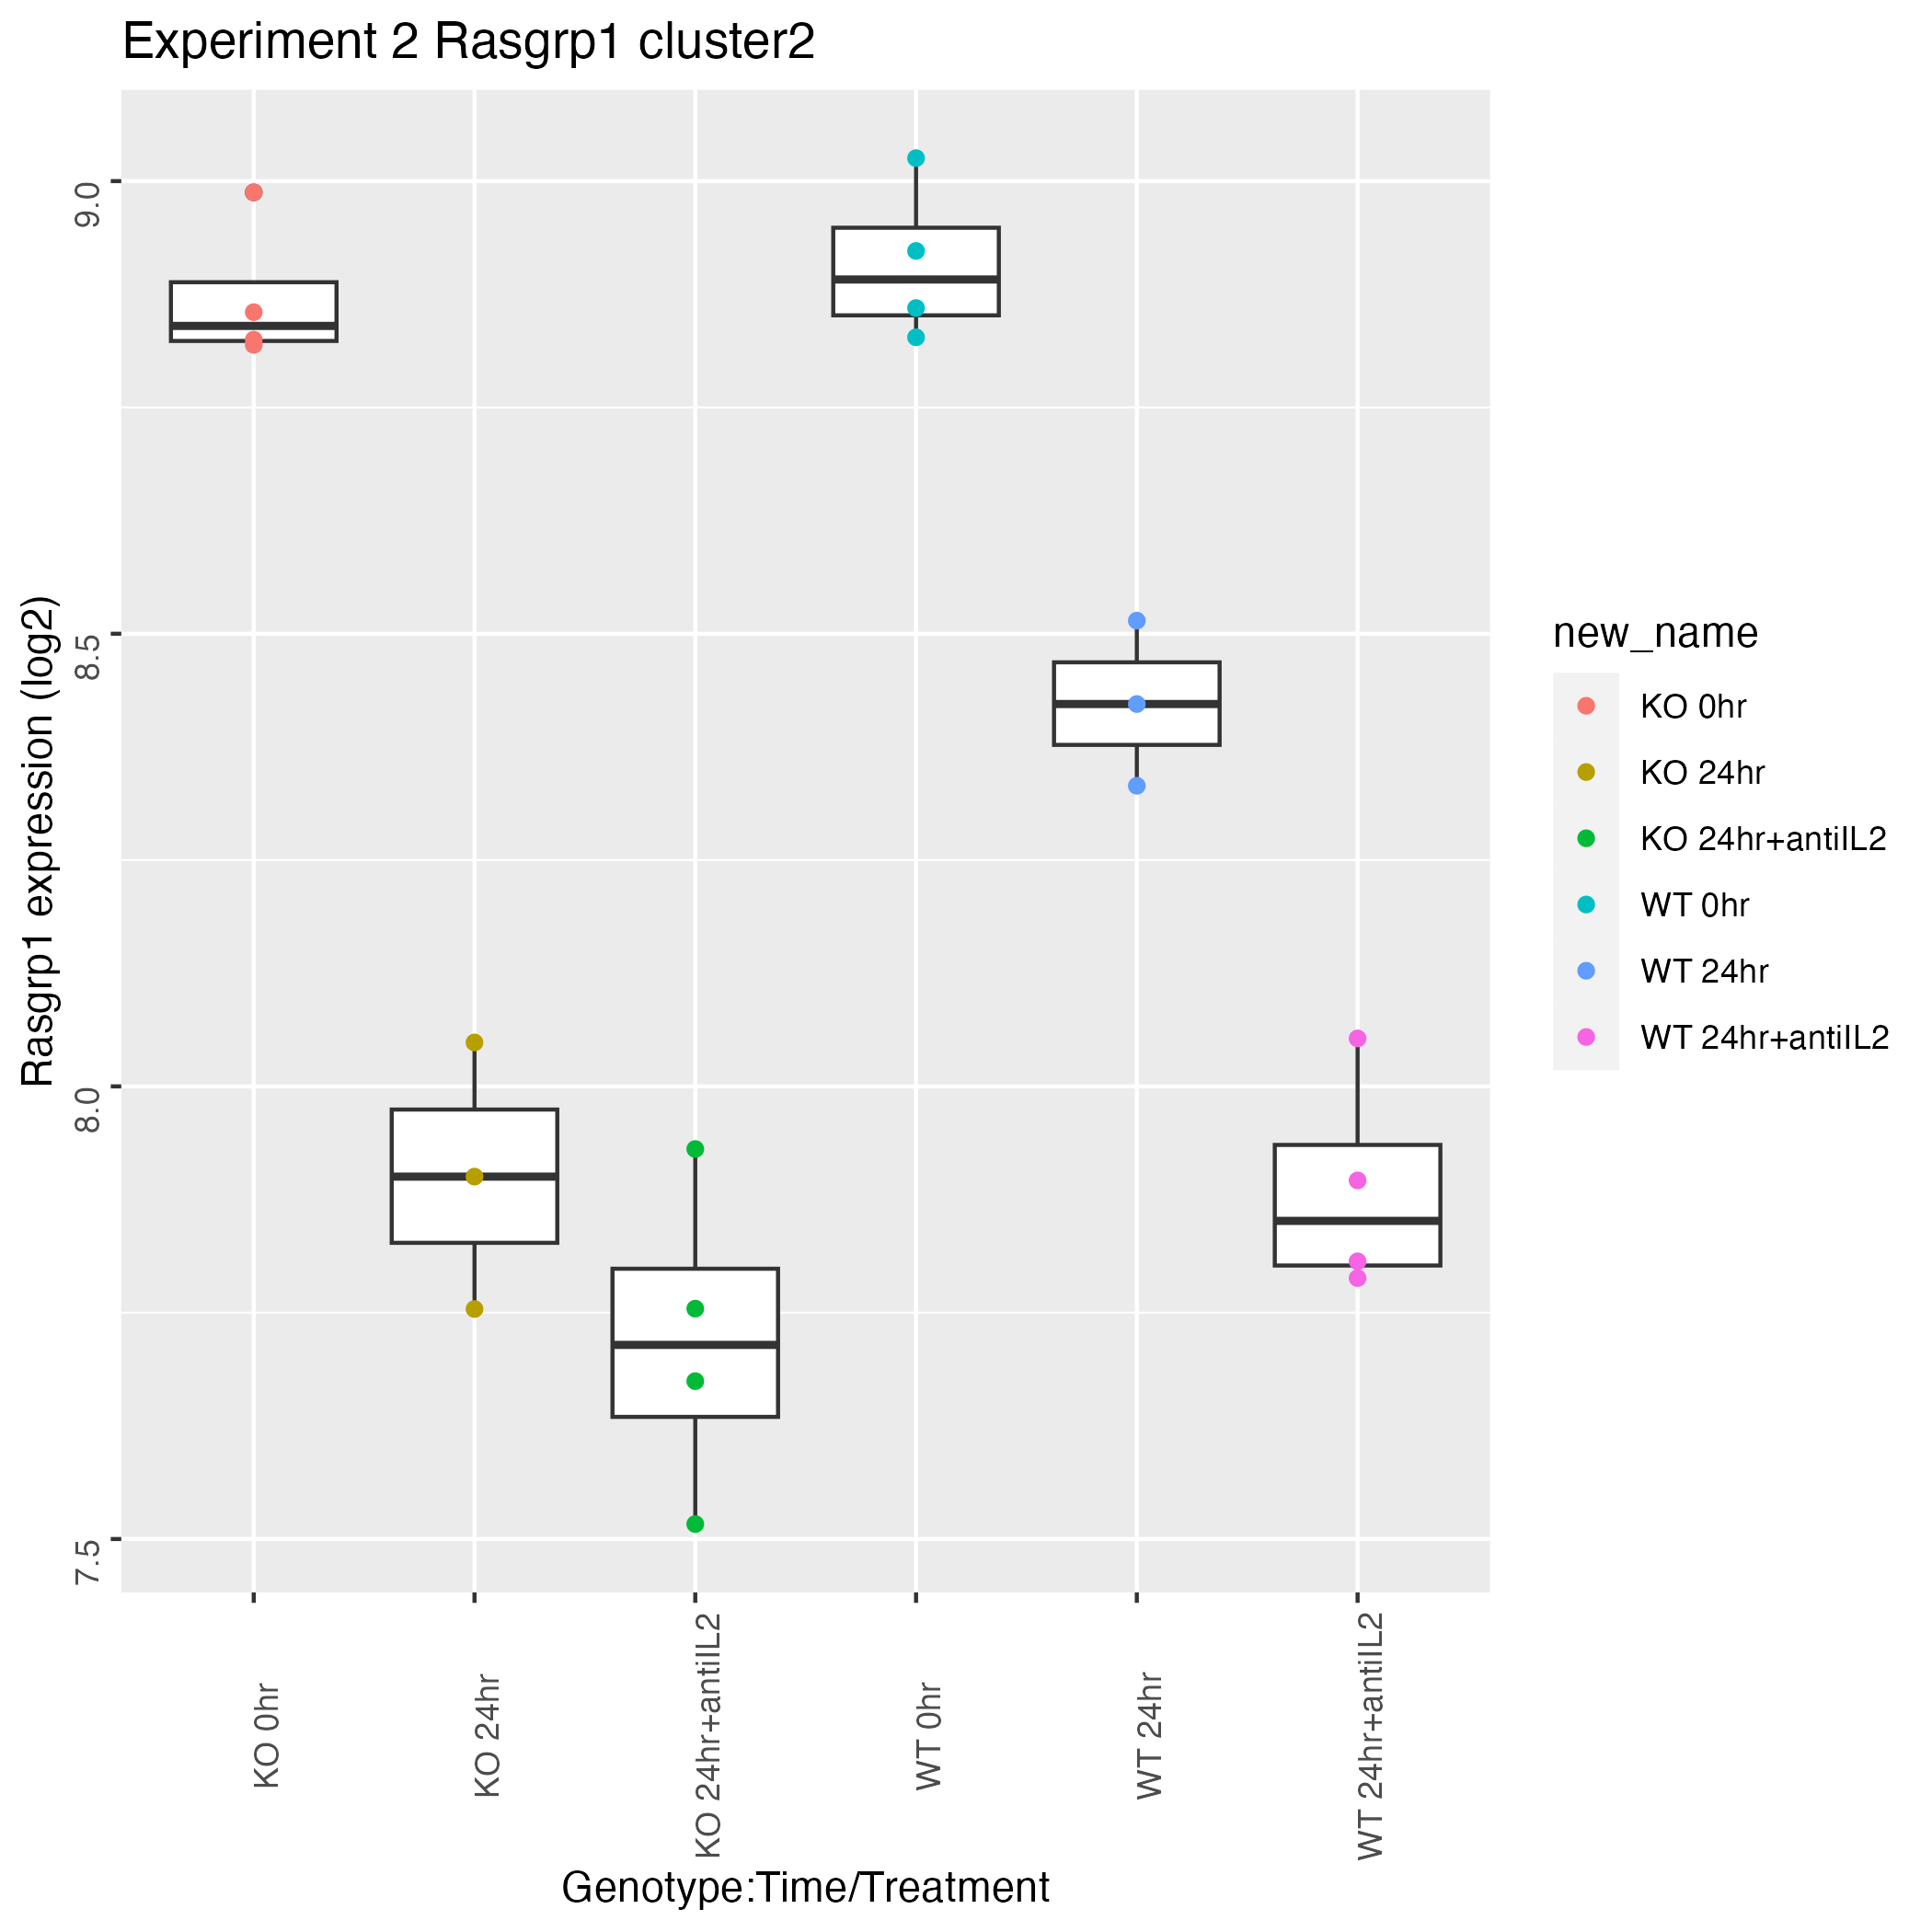 Experiment 2 Rasgrp1 cluster2
Rasgrp1 expression (log2)
9.0
8.5
8.0
7.5
KO 0hr
KO 24hr
KO 24hr+antiIL2
WT 0hr
WT 24hr
WT 24hr+antiIL2
Genotype:Time/Treatment
new_name
KO 0hr
KO 24hr
KO 24hr+antiIL2
WT 0hr
WT 24hr
WT 24hr+antiIL2